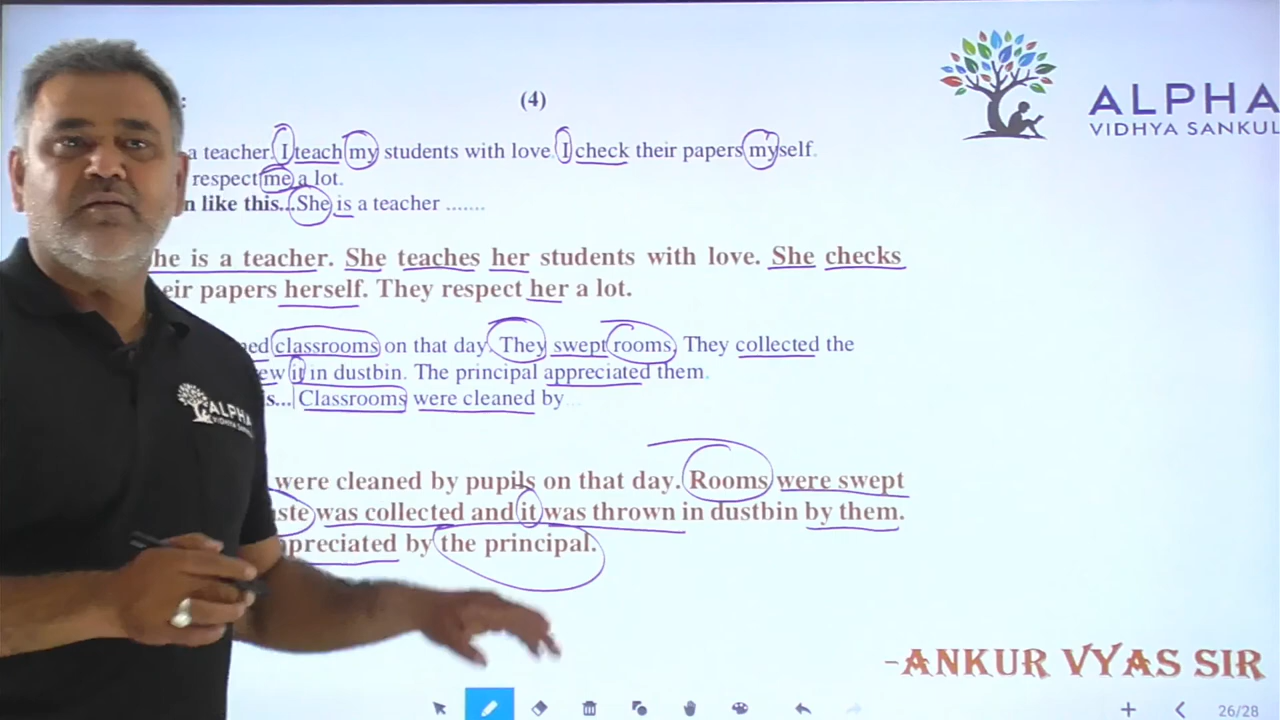 : (4)
a teacher. I teach my students with love. I check their papers myself.
respect me a lot.
n like this...She is a teacher .......
he is a teacher. She teaches her students with love. She checks
eir papers herself. They respect her a lot.
ed classrooms on that day. They swept rooms. They collected the
ew it in dustbin. The principal appreciated them.
s... Classrooms were cleaned by...
were cleaned by pupils on that day. Rooms were swept
ste was collected and it was thrown in dustbin by them.
preciated by the principal.
ALPHA
VIDHYA SANKUL
ALPHA
VIDHYA SANKUL
-ANKUR VYAS SIR
26/28